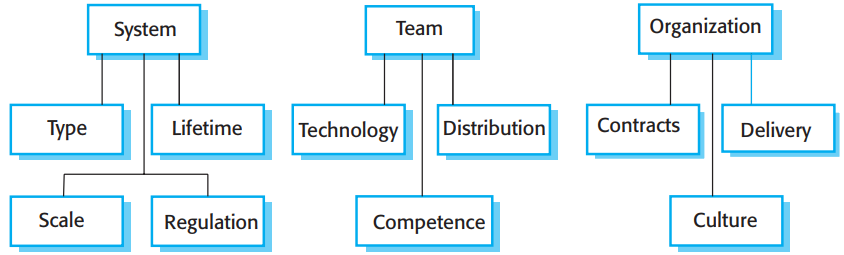 System
Team
Organization
Type
Lifetime
Technology
Distribution
Contracts
Delivery
Scale
Regulation
Competence
Culture